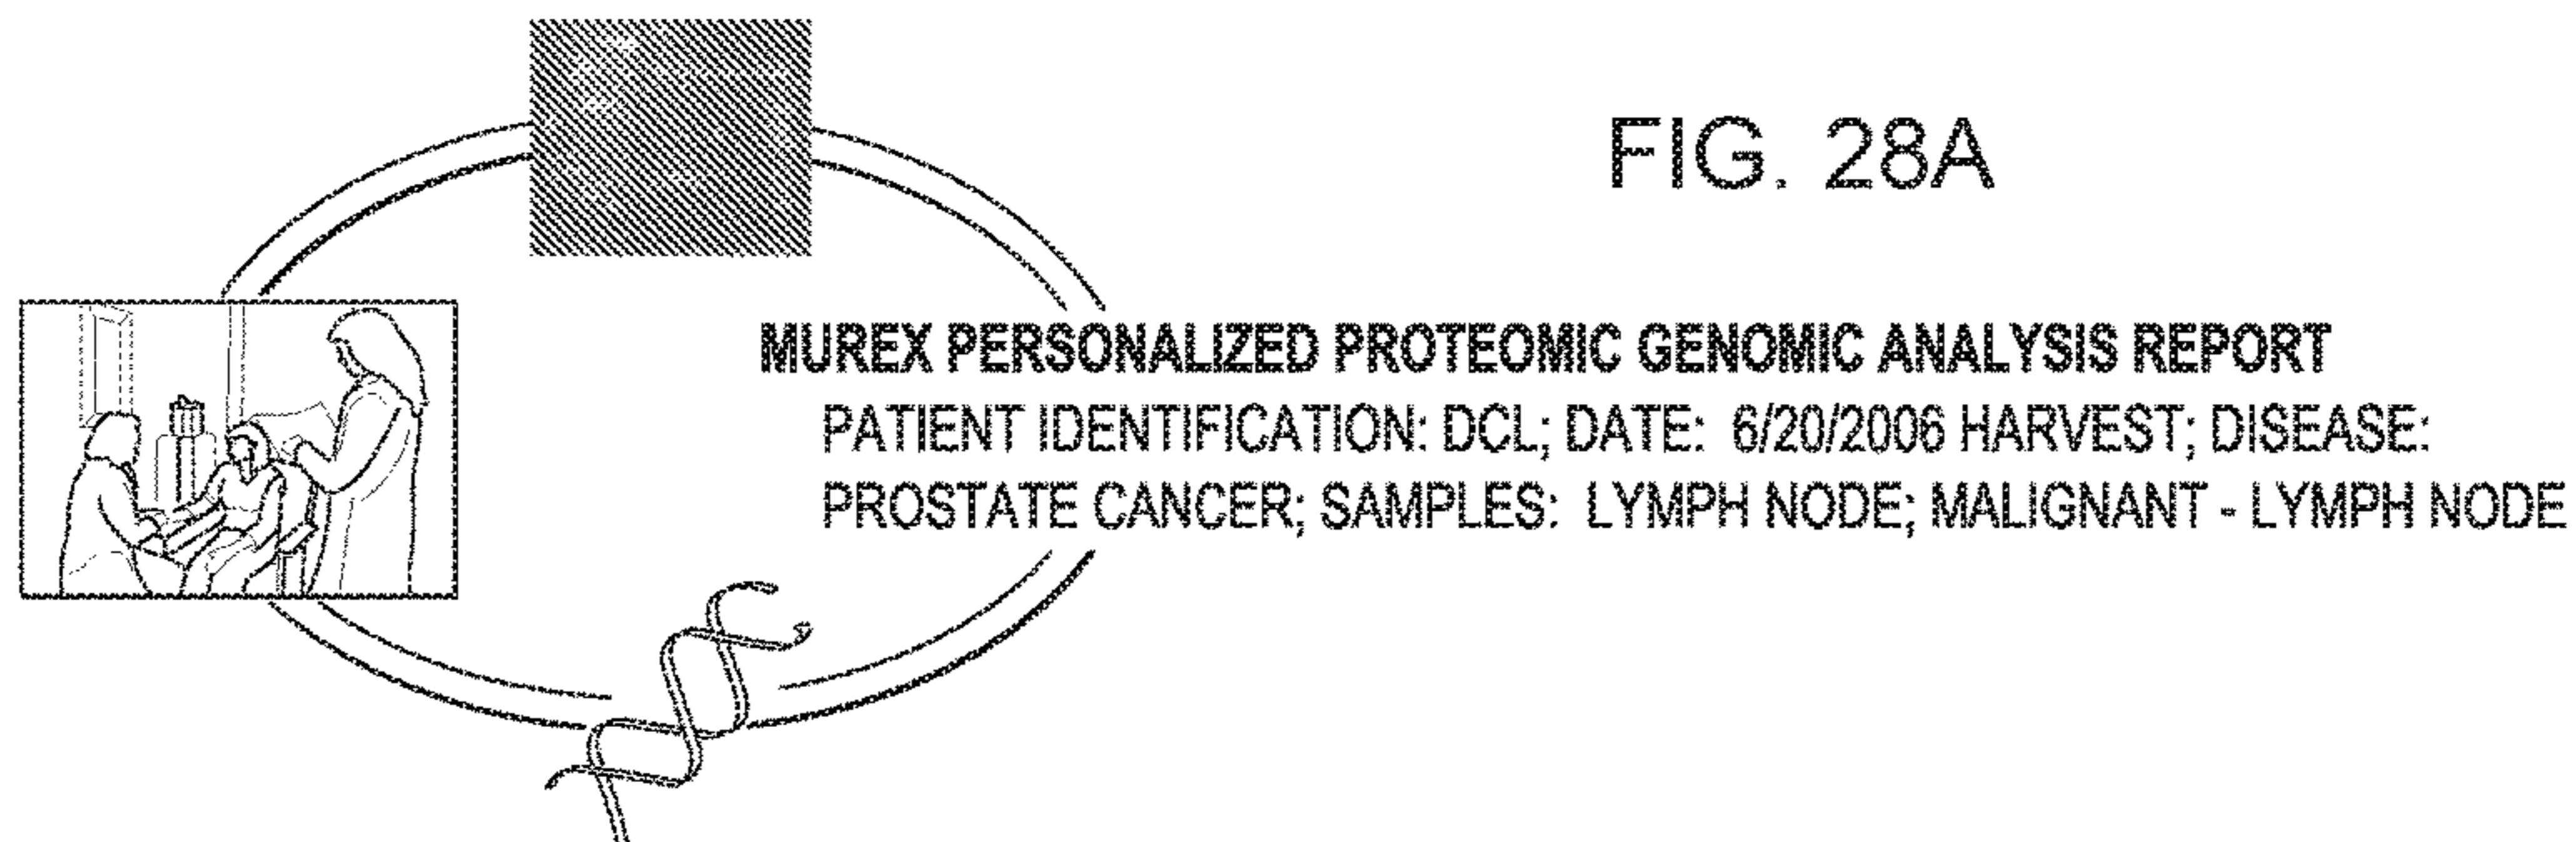 FIG. 28A
MUREX PERSONALIZED PROTEOMIC GENOMIC ANALYSIS REPORT
PATIENT IDENTIFICATION: DCL; DATE: 6/20/2006 HARVEST; DISEASE:
PROSTATE CANCER; SAMPLES: LYMPH NODE; MALIGNANT - LYMPH NODE